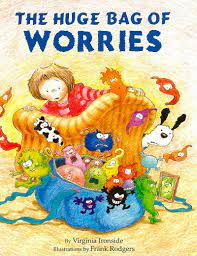 THE HUGE BAG OF
WORRIES
By Virginia Ironside
Illustrations by Frank Rodgers